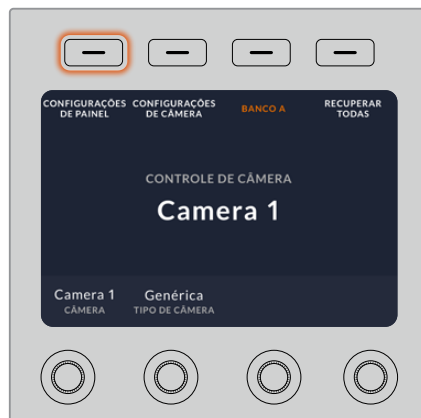 CONFIGURAÇÕES DE PAINEL
CONFIGURAÇÕES DE CÂMERA
BANCO A
RECUPERAR TODAS
CONTROLE DE CÂMERA
Camera 1
Camera 1
CÂMERA
Genérica
TIPO DE CÂMERA